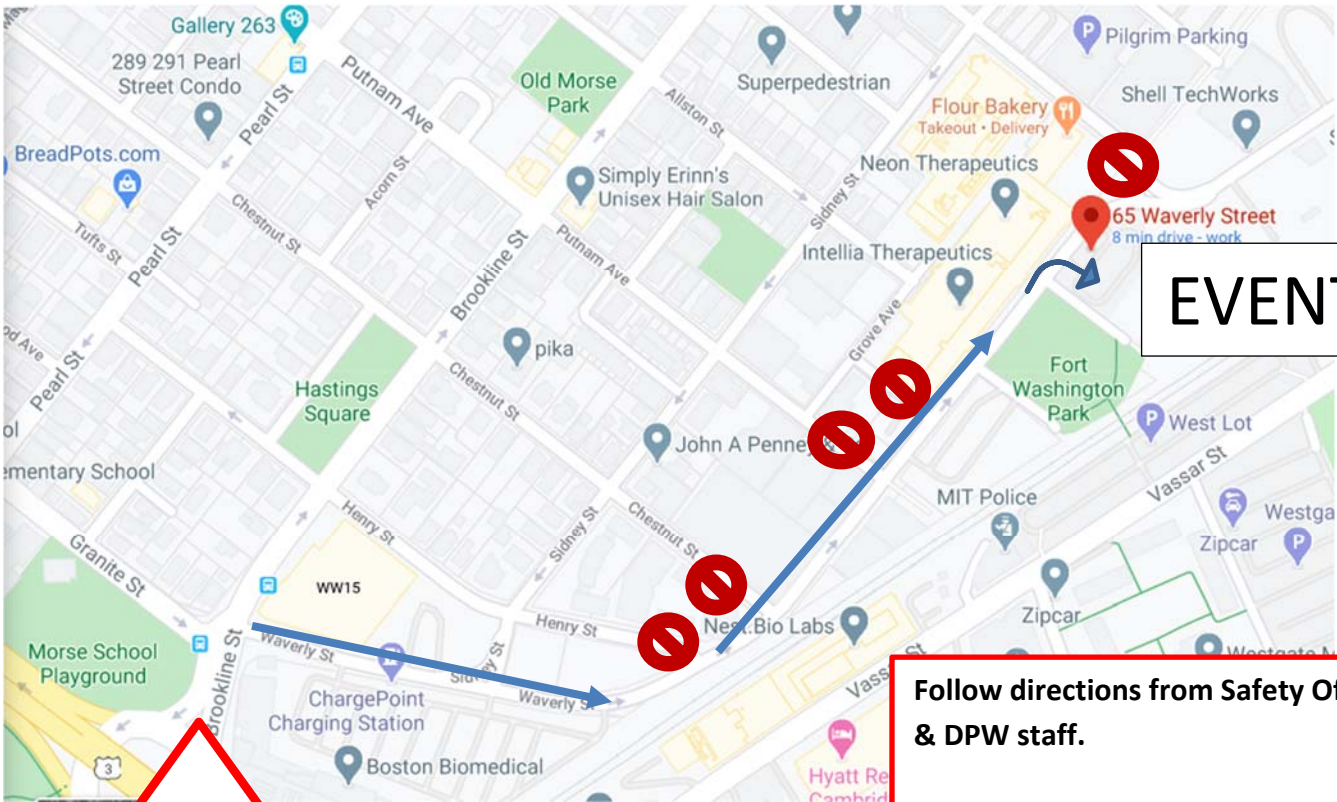 Gallery 263
289 291 Pearl
Street Condo
Pearl St
Putnam Ave
Old Morse
Park
Superpedestrian
Pilgrim Parking
Allston St
Flour Bakery
Takeout • Delivery
Shell TechWorks
BreadPots.com
Acorn St
Simply Erinn's
Unisex Hair Salon
Neon Therapeutics
Sidney St
Chestnut St
65 Waverly Street
8 min drive - work
Tufts St
Pearl St
Brookline St
Putnam Ave
Intellia Therapeutics
EVENT
Grove Ave
pika
Pearl St
Hastings
Square
Chestnut St
Fort
Washington
Park
West Lot
John A Penney
Vassar St
MIT Police
Henry St
Sidney St
Chestnut St
Zipcar
Granite St
WW15
Zipcar
Henry St
Nest.Bio Labs
Morse School
Playground
Waverly St
Brookline St
Sidney St
ChargePoint
Charging Station
Waverly St
Follow directions from Safety
& DPW staff.
3
Boston Biomedical
Hyatt